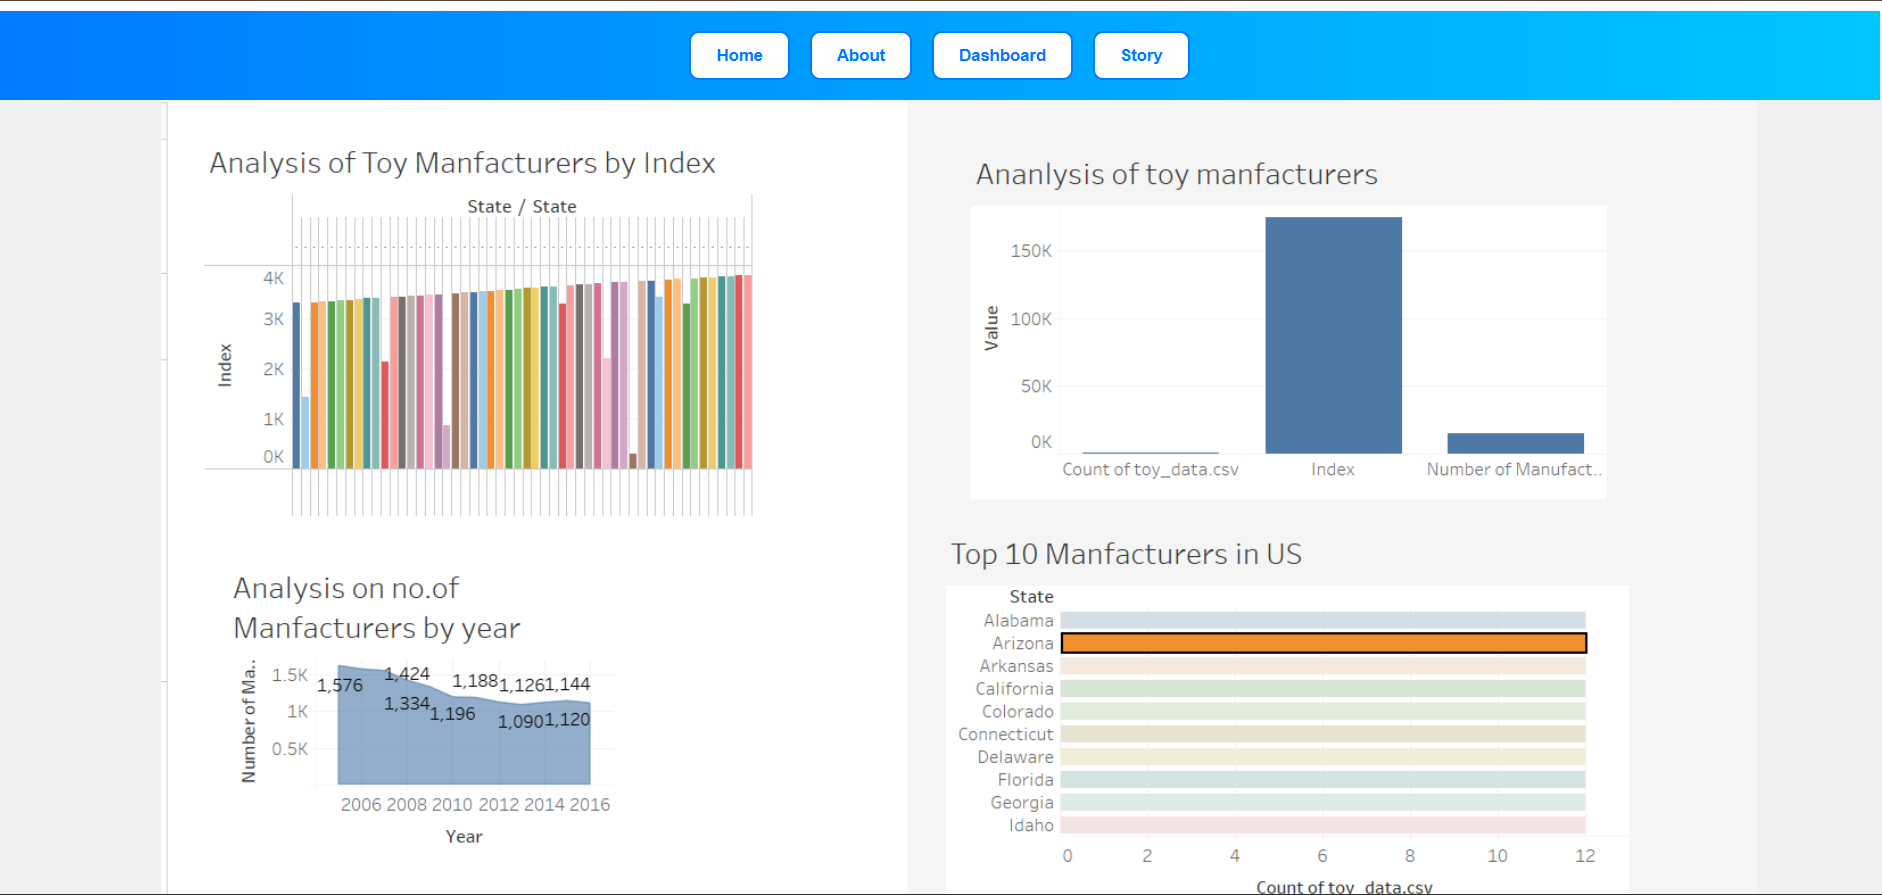 Home
About
Dashboard
Story
Analysis of Toy Manfacturers by Index
State / State
4K
3K
2K
1K
0K
Index
Ananlysis of toy manfacturers
150K
100K
50K
0K
Value
Count of toy_data.csv
Index
Number of Manufact..
Analysis on no.of
Manfacturers by year
Number of Ma..
1.5K
1K
0.5K
1,576
1,424
1,334
1,196
1,188
1,126
1,090
1,144
1,120
2006 2008 2010 2012 2014 2016
Year
Top 10 Manfacturers in US
State
Alabama
Arizona
Arkansas
California
Colorado
Connecticut
Delaware
Florida
Georgia
Idaho
0 2 4 6 8 10 12
Count of toy_data.csv